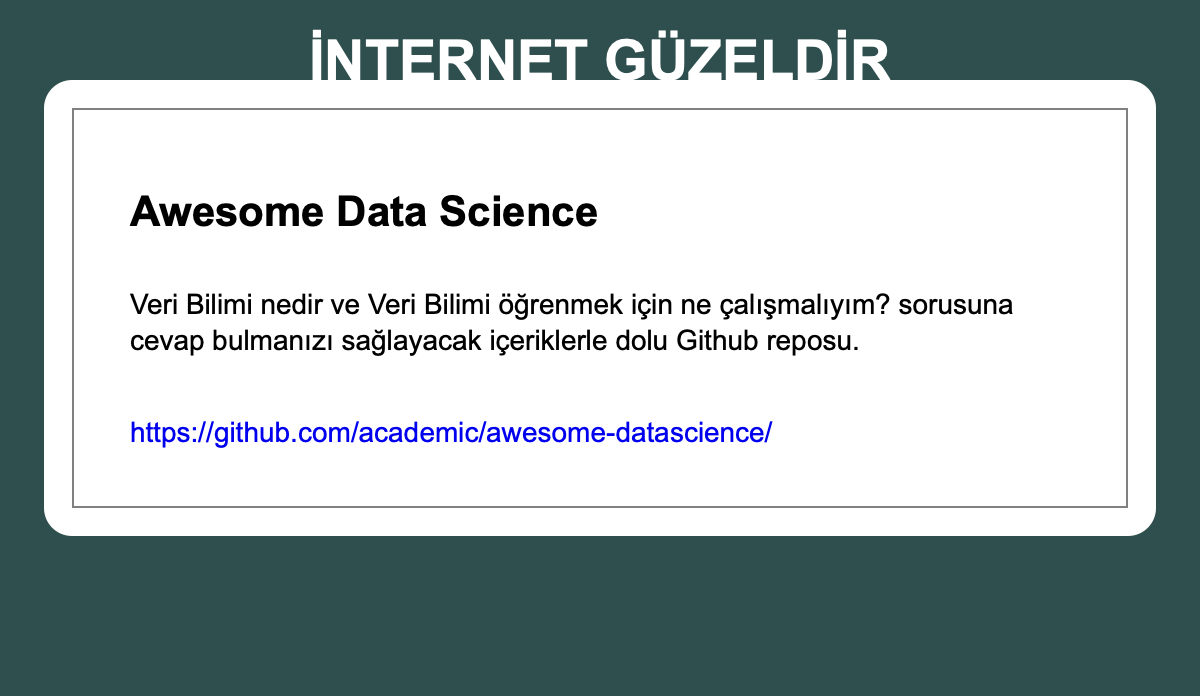 İNTERNET GÜZELDİR
Awesome Data Science
Veri Bilimi nedir ve Veri Bilimi öğrenmek için ne çalışmalıyım? sorusuna
cevap bulmanızı sağlayacak içeriklerle dolu Github reposu.
https://github.com/academic/awesome-datascience/